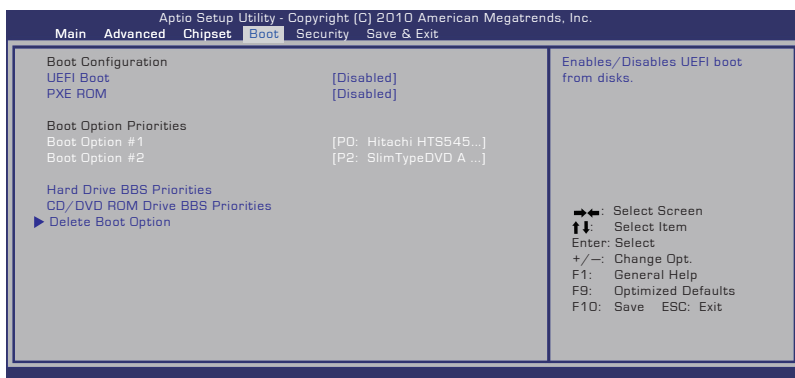 Aptio Setup Utility - Copyright (C) 2010 American Megatrends, Inc.
Main Advanced Chipset Boot Security Save & Exit
Boot Configuration
UEFI Boot [Disabled]
PXE ROM [Disabled]
Boot Option Priorities
Boot Option #1 [P0: Hitachi HTS545...]
Boot Option #2 [P2: SlimTypeDVD A ...]
Hard Drive BBS Priorities
CD/DVD ROM Drive BBS Priorities
Delete Boot Option
Enables/Disables UEFI boot
from disks.
→←: Select Screen
↑↓: Select Item
Enter: Select
+/—: Change Opt.
F1: General Help
F9: Optimized Defaults
F10: Save ESC: Exit